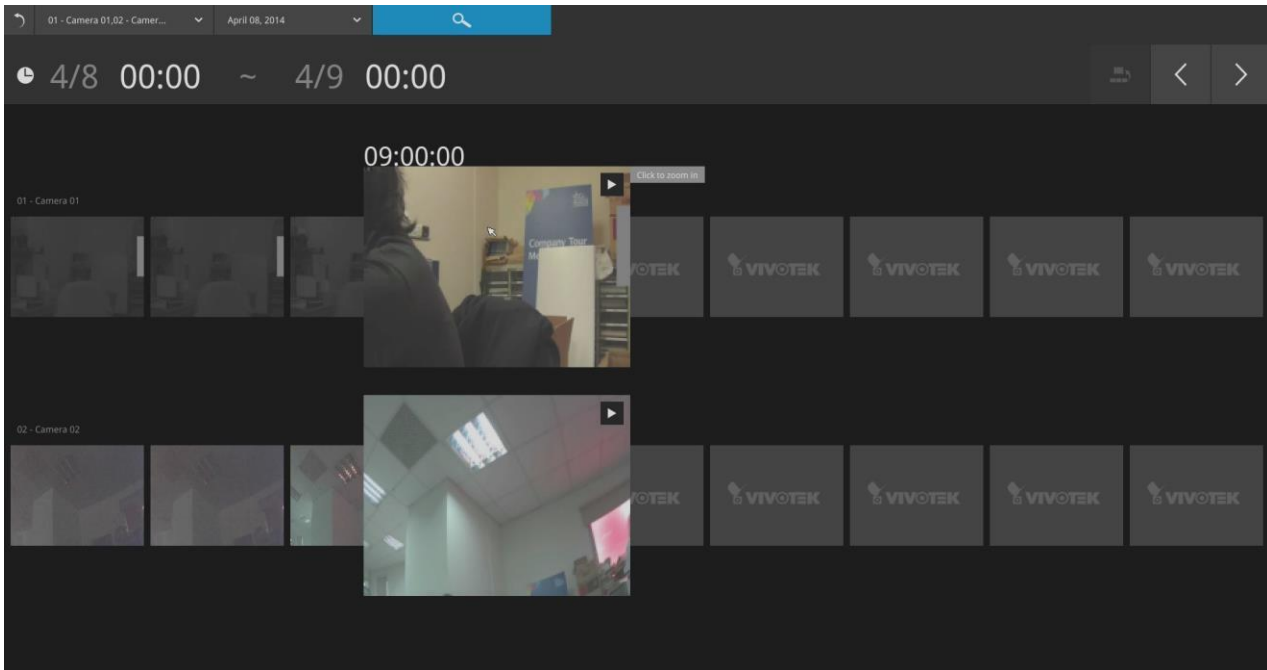 01 - Camera 01,02 - Camer...
April 08, 2014
4/8 00:00 ~ 4/9 00:00
09:00:00
Click to zoom in
01 - Camera 01
Company Tour
VOTEK
VIVOTEK
VIVOTEK
VIVOTEK
VIVOTEK
02 - Camera 02
VOTEK
VIVOTEK
VIVOTEK
VIVOTEK
VIVOTEK